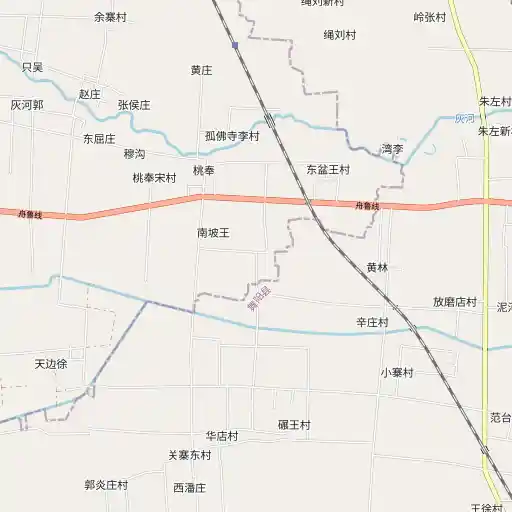 绳刘新村
余寨村
岭张村
绳刘村
只吴
黄庄
赵庄
张侯庄
灰河郭
朱左村
灰河
东屈庄
孤佛寺李村
朱左新
湾李
穆沟
桃奉
东盆王村
桃奉宋村
舟鲁线
舟鲁线
南坡王
黄林
舞阳县
放磨店村
泥河
辛庄村
天边徐
小寨村
范台
碾王村
华店村
关寨东村
郭炎庄村
西潘庄
王徐村